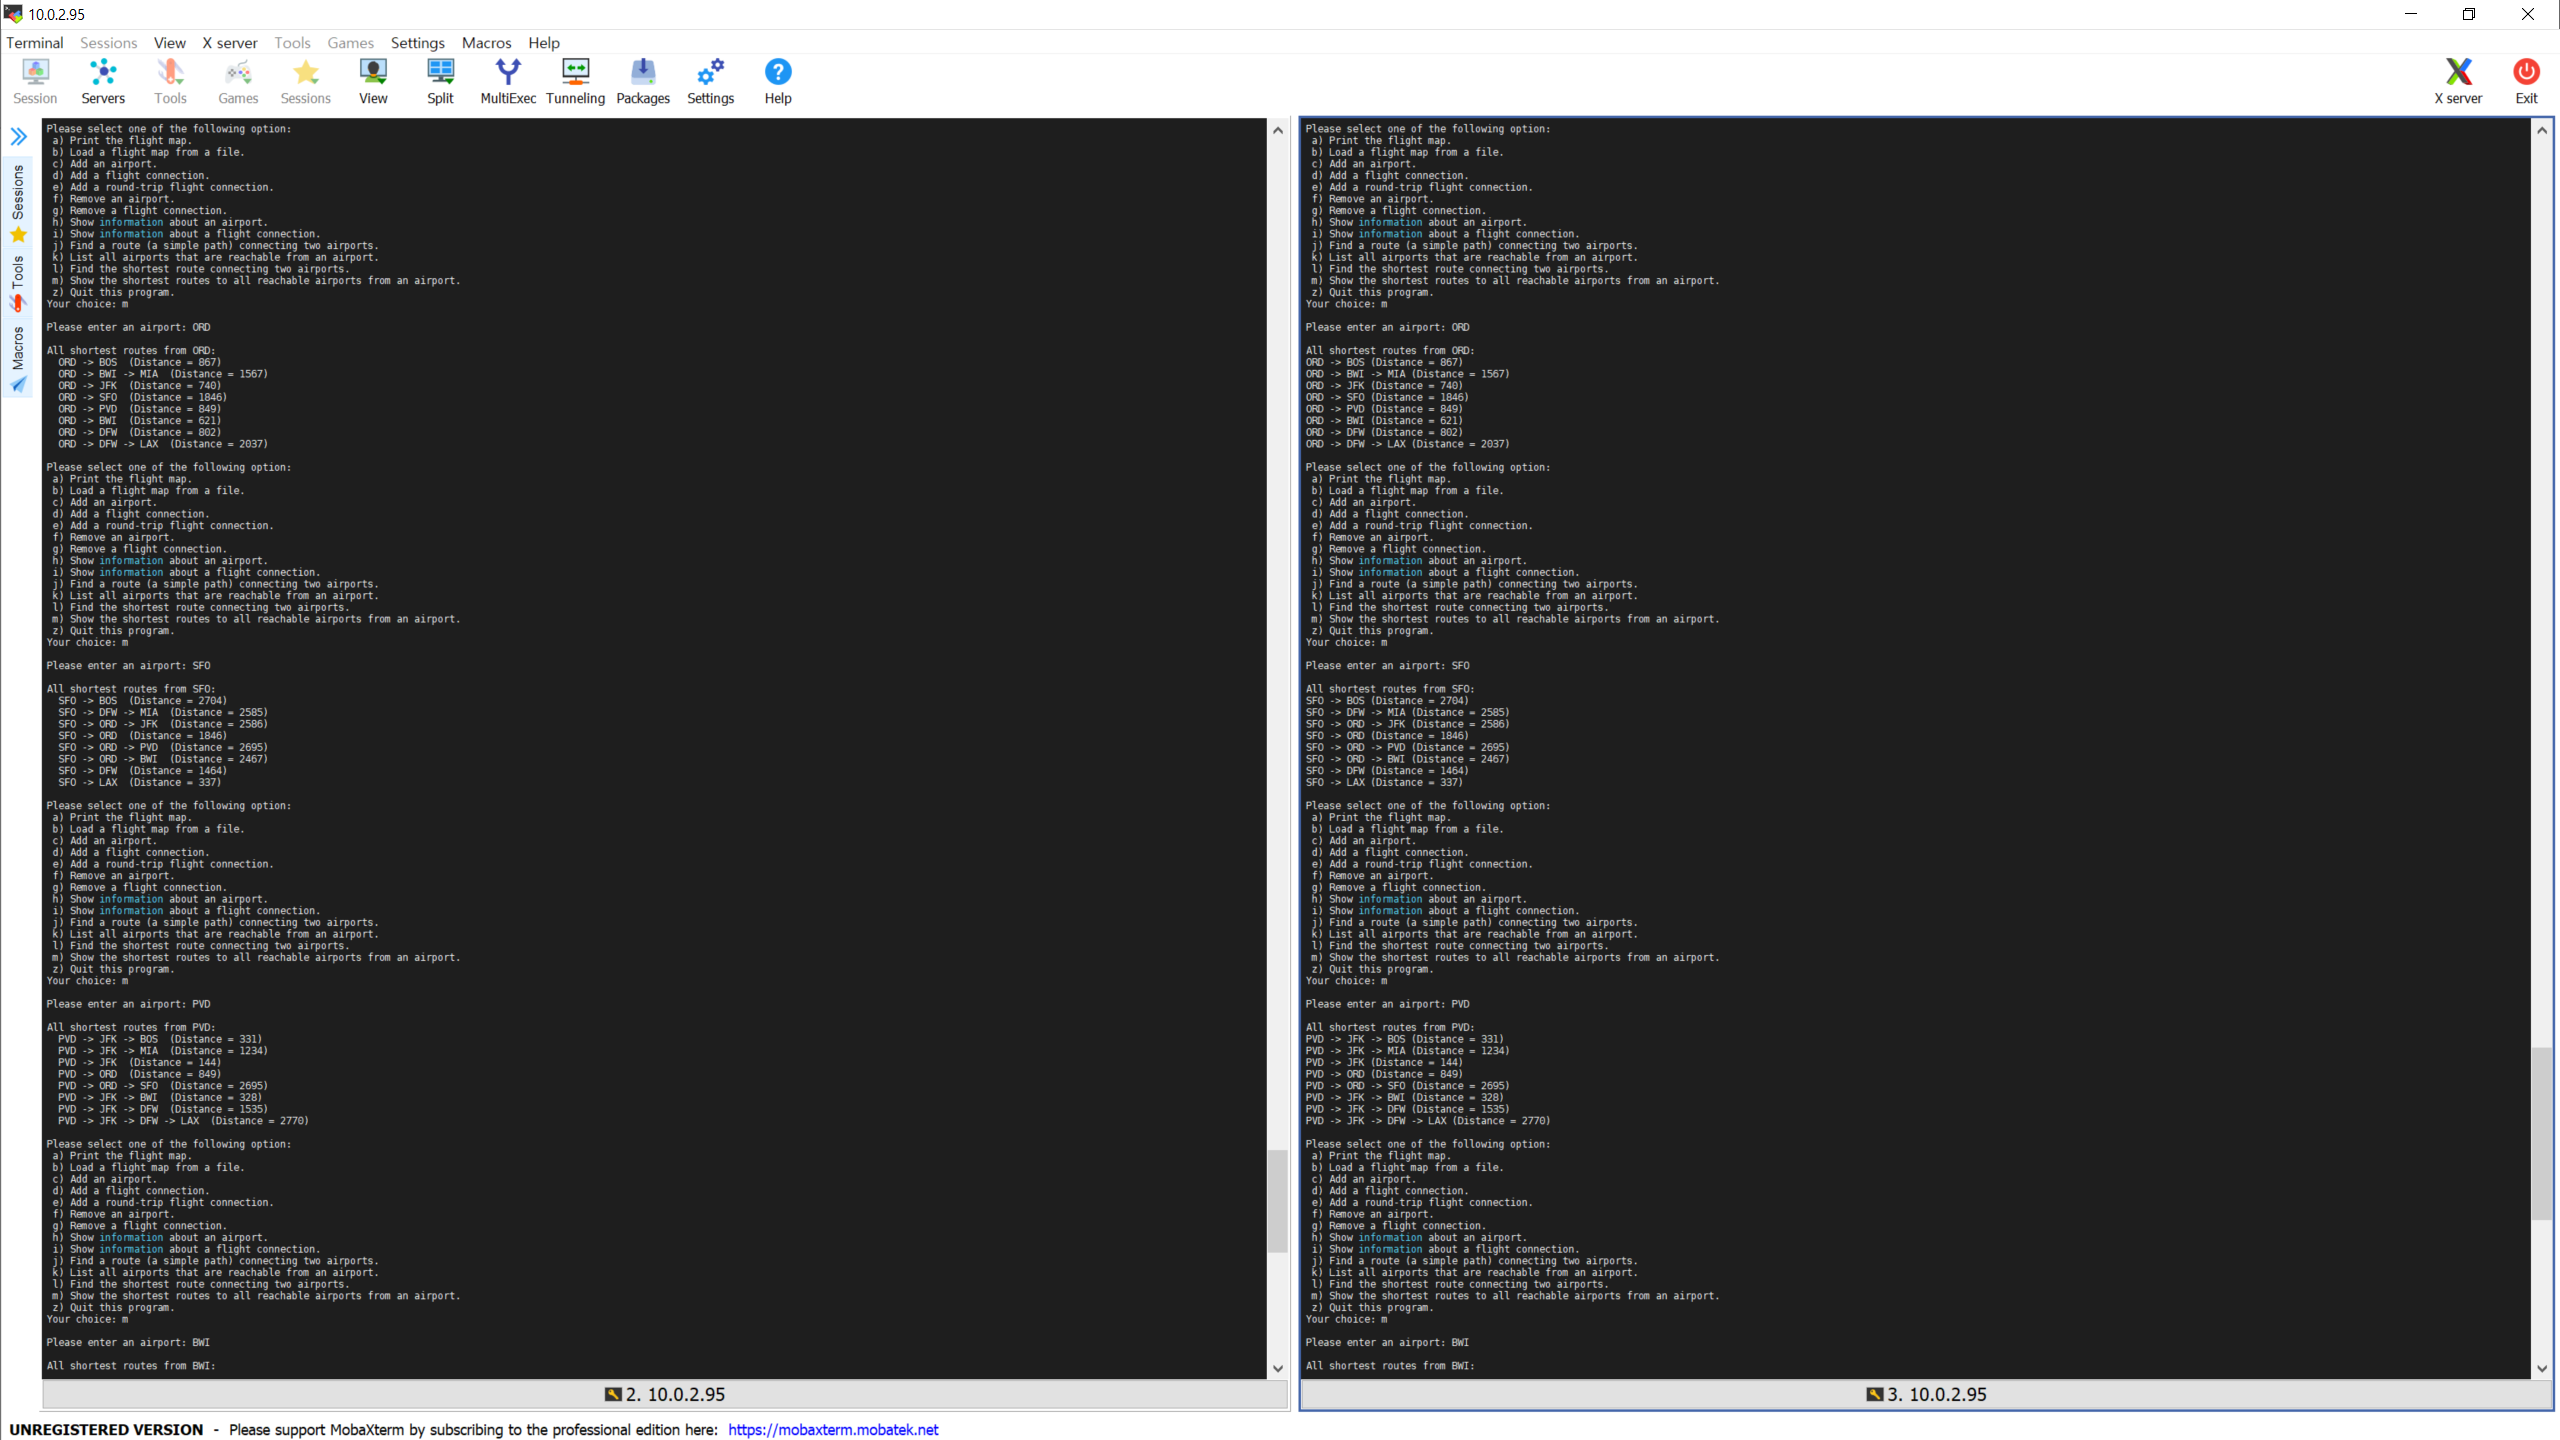 10.0.2.95
Terminal Sessions View X server Tools Games Settings Macros Help
Session Servers Tools Games Sessions View Split MultiExec Tunneling Packages Settings Help X server Exit
Sessions
Tools
Macros
Please select one of the following option:
a) Print the flight map.
b) Load a flight map from a file.
c) Add an airport.
d) Add a flight connection.
e) Add a round-trip flight connection.
f) Remove an airport.
g) Remove a flight connection.
h) Show information about an airport.
i) Show information about a flight connection.
j) Find a route (a simple path) connecting two airports.
k) List all airports that are reachable from an airport.
l) Find the shortest route connecting two airports.
m) Show the shortest routes to all reachable airports from an airport.
z) Quit this program.
Your choice: m
Please enter an airport: ORD
All shortest routes from ORD:
ORD -> BOS  (Distance = 867)
ORD -> BWI -> MIA  (Distance = 1567)
ORD -> JFK  (Distance = 740)
ORD -> SFO  (Distance = 1846)
ORD -> PVD  (Distance = 849)
ORD -> BWI  (Distance = 621)
ORD -> DFW  (Distance = 802)
ORD -> DFW -> LAX  (Distance = 2037)
Please select one of the following option:
a) Print the flight map.
b) Load a flight map from a file.
c) Add an airport.
d) Add a flight connection.
e) Add a round-trip flight connection.
f) Remove an airport.
g) Remove a flight connection.
h) Show information about an airport.
i) Show information about a flight connection.
j) Find a route (a simple path) connecting two airports.
k) List all airports that are reachable from an airport.
l) Find the shortest route connecting two airports.
m) Show the shortest routes to all reachable airports from an airport.
z) Quit this program.
Your choice: m
Please enter an airport: SFO
All shortest routes from SFO:
SFO -> BOS  (Distance = 2704)
SFO -> DFW -> MIA  (Distance = 2585)
SFO -> ORD -> JFK  (Distance = 2586)
SFO -> ORD  (Distance = 1846)
SFO -> ORD -> PVD  (Distance = 2695)
SFO -> ORD -> BWI  (Distance = 2467)
SFO -> DFW  (Distance = 1464)
SFO -> LAX  (Distance = 337)
Please select one of the following option:
a) Print the flight map.
b) Load a flight map from a file.
c) Add an airport.
d) Add a flight connection.
e) Add a round-trip flight connection.
f) Remove an airport.
g) Remove a flight connection.
h) Show information about an airport.
i) Show information about a flight connection.
j) Find a route (a simple path) connecting two airports.
k) List all airports that are reachable from an airport.
l) Find the shortest route connecting two airports.
m) Show the shortest routes to all reachable airports from an airport.
z) Quit this program.
Your choice: m
Please enter an airport: PVD
All shortest routes from PVD:
PVD -> JFK -> BOS  (Distance = 331)
PVD -> JFK -> MIA  (Distance = 1234)
PVD -> JFK  (Distance = 144)
PVD -> ORD  (Distance = 849)
PVD -> ORD -> SFO  (Distance = 2695)
PVD -> JFK -> BWI  (Distance = 328)
PVD -> JFK -> DFW  (Distance = 1535)
PVD -> JFK -> DFW -> LAX  (Distance = 2770)
Please select one of the following option:
a) Print the flight map.
b) Load a flight map from a file.
c) Add an airport.
d) Add a flight connection.
e) Add a round-trip flight connection.
f) Remove an airport.
g) Remove a flight connection.
h) Show information about an airport.
i) Show information about a flight connection.
j) Find a route (a simple path) connecting two airports.
k) List all airports that are reachable from an airport.
l) Find the shortest route connecting two airports.
m) Show the shortest routes to all reachable airports from an airport.
z) Quit this program.
Your choice: m
Please enter an airport: BWI
All shortest routes from BWI:
2. 10.0.2.95
Please select one of the following option:
a) Print the flight map.
b) Load a flight map from a file.
c) Add an airport.
d) Add a flight connection.
e) Add a round-trip flight connection.
f) Remove an airport.
g) Remove a flight connection.
h) Show information about an airport.
i) Show information about a flight connection.
j) Find a route (a simple path) connecting two airports.
k) List all airports that are reachable from an airport.
l) Find the shortest route connecting two airports.
m) Show the shortest routes to all reachable airports from an airport.
z) Quit this program.
Your choice: m
Please enter an airport: ORD
All shortest routes from ORD:
ORD -> BOS (Distance = 867)
ORD -> BWI -> MIA (Distance = 1567)
ORD -> JFK (Distance = 740)
ORD -> SFO (Distance = 1846)
ORD -> PVD (Distance = 849)
ORD -> BWI (Distance = 621)
ORD -> DFW (Distance = 802)
ORD -> DFW -> LAX (Distance = 2037)
Please select one of the following option:
a) Print the flight map.
b) Load a flight map from a file.
c) Add an airport.
d) Add a flight connection.
e) Add a round-trip flight connection.
f) Remove an airport.
g) Remove a flight connection.
h) Show information about an airport.
i) Show information about a flight connection.
j) Find a route (a simple path) connecting two airports.
k) List all airports that are reachable from an airport.
l) Find the shortest route connecting two airports.
m) Show the shortest routes to all reachable airports from an airport.
z) Quit this program.
Your choice: m
Please enter an airport: SFO
All shortest routes from SFO:
SFO -> BOS (Distance = 2704)
SFO -> DFW -> MIA (Distance = 2585)
SFO -> ORD -> JFK (Distance = 2586)
SFO -> ORD (Distance = 1846)
SFO -> ORD -> PVD (Distance = 2695)
SFO -> ORD -> BWI (Distance = 2467)
SFO -> DFW (Distance = 1464)
SFO -> LAX (Distance = 337)
Please select one of the following option:
a) Print the flight map.
b) Load a flight map from a file.
c) Add an airport.
d) Add a flight connection.
e) Add a round-trip flight connection.
f) Remove an airport.
g) Remove a flight connection.
h) Show information about an airport.
i) Show information about a flight connection.
j) Find a route (a simple path) connecting two airports.
k) List all airports that are reachable from an airport.
l) Find the shortest route connecting two airports.
m) Show the shortest routes to all reachable airports from an airport.
z) Quit this program.
Your choice: m
Please enter an airport: PVD
All shortest routes from PVD:
PVD -> JFK -> BOS (Distance = 331)
PVD -> JFK -> MIA (Distance = 1234)
PVD -> JFK (Distance = 144)
PVD -> ORD (Distance = 849)
PVD -> ORD -> SFO (Distance = 2695)
PVD -> JFK -> BWI (Distance = 328)
PVD -> JFK -> DFW (Distance = 1535)
PVD -> JFK -> DFW -> LAX (Distance = 2770)
Please select one of the following option:
a) Print the flight map.
b) Load a flight map from a file.
c) Add an airport.
d) Add a flight connection.
e) Add a round-trip flight connection.
f) Remove an airport.
g) Remove a flight connection.
h) Show information about an airport.
i) Show information about a flight connection.
j) Find a route (a simple path) connecting two airports.
k) List all airports that are reachable from an airport.
l) Find the shortest route connecting two airports.
m) Show the shortest routes to all reachable airports from an airport.
z) Quit this program.
Your choice: m
Please enter an airport: BWI
All shortest routes from BWI:
3. 10.0.2.95
UNREGISTERED VERSION - Please support MobaXterm by subscribing to the professional edition here: https://mobaxterm.mobatek.net